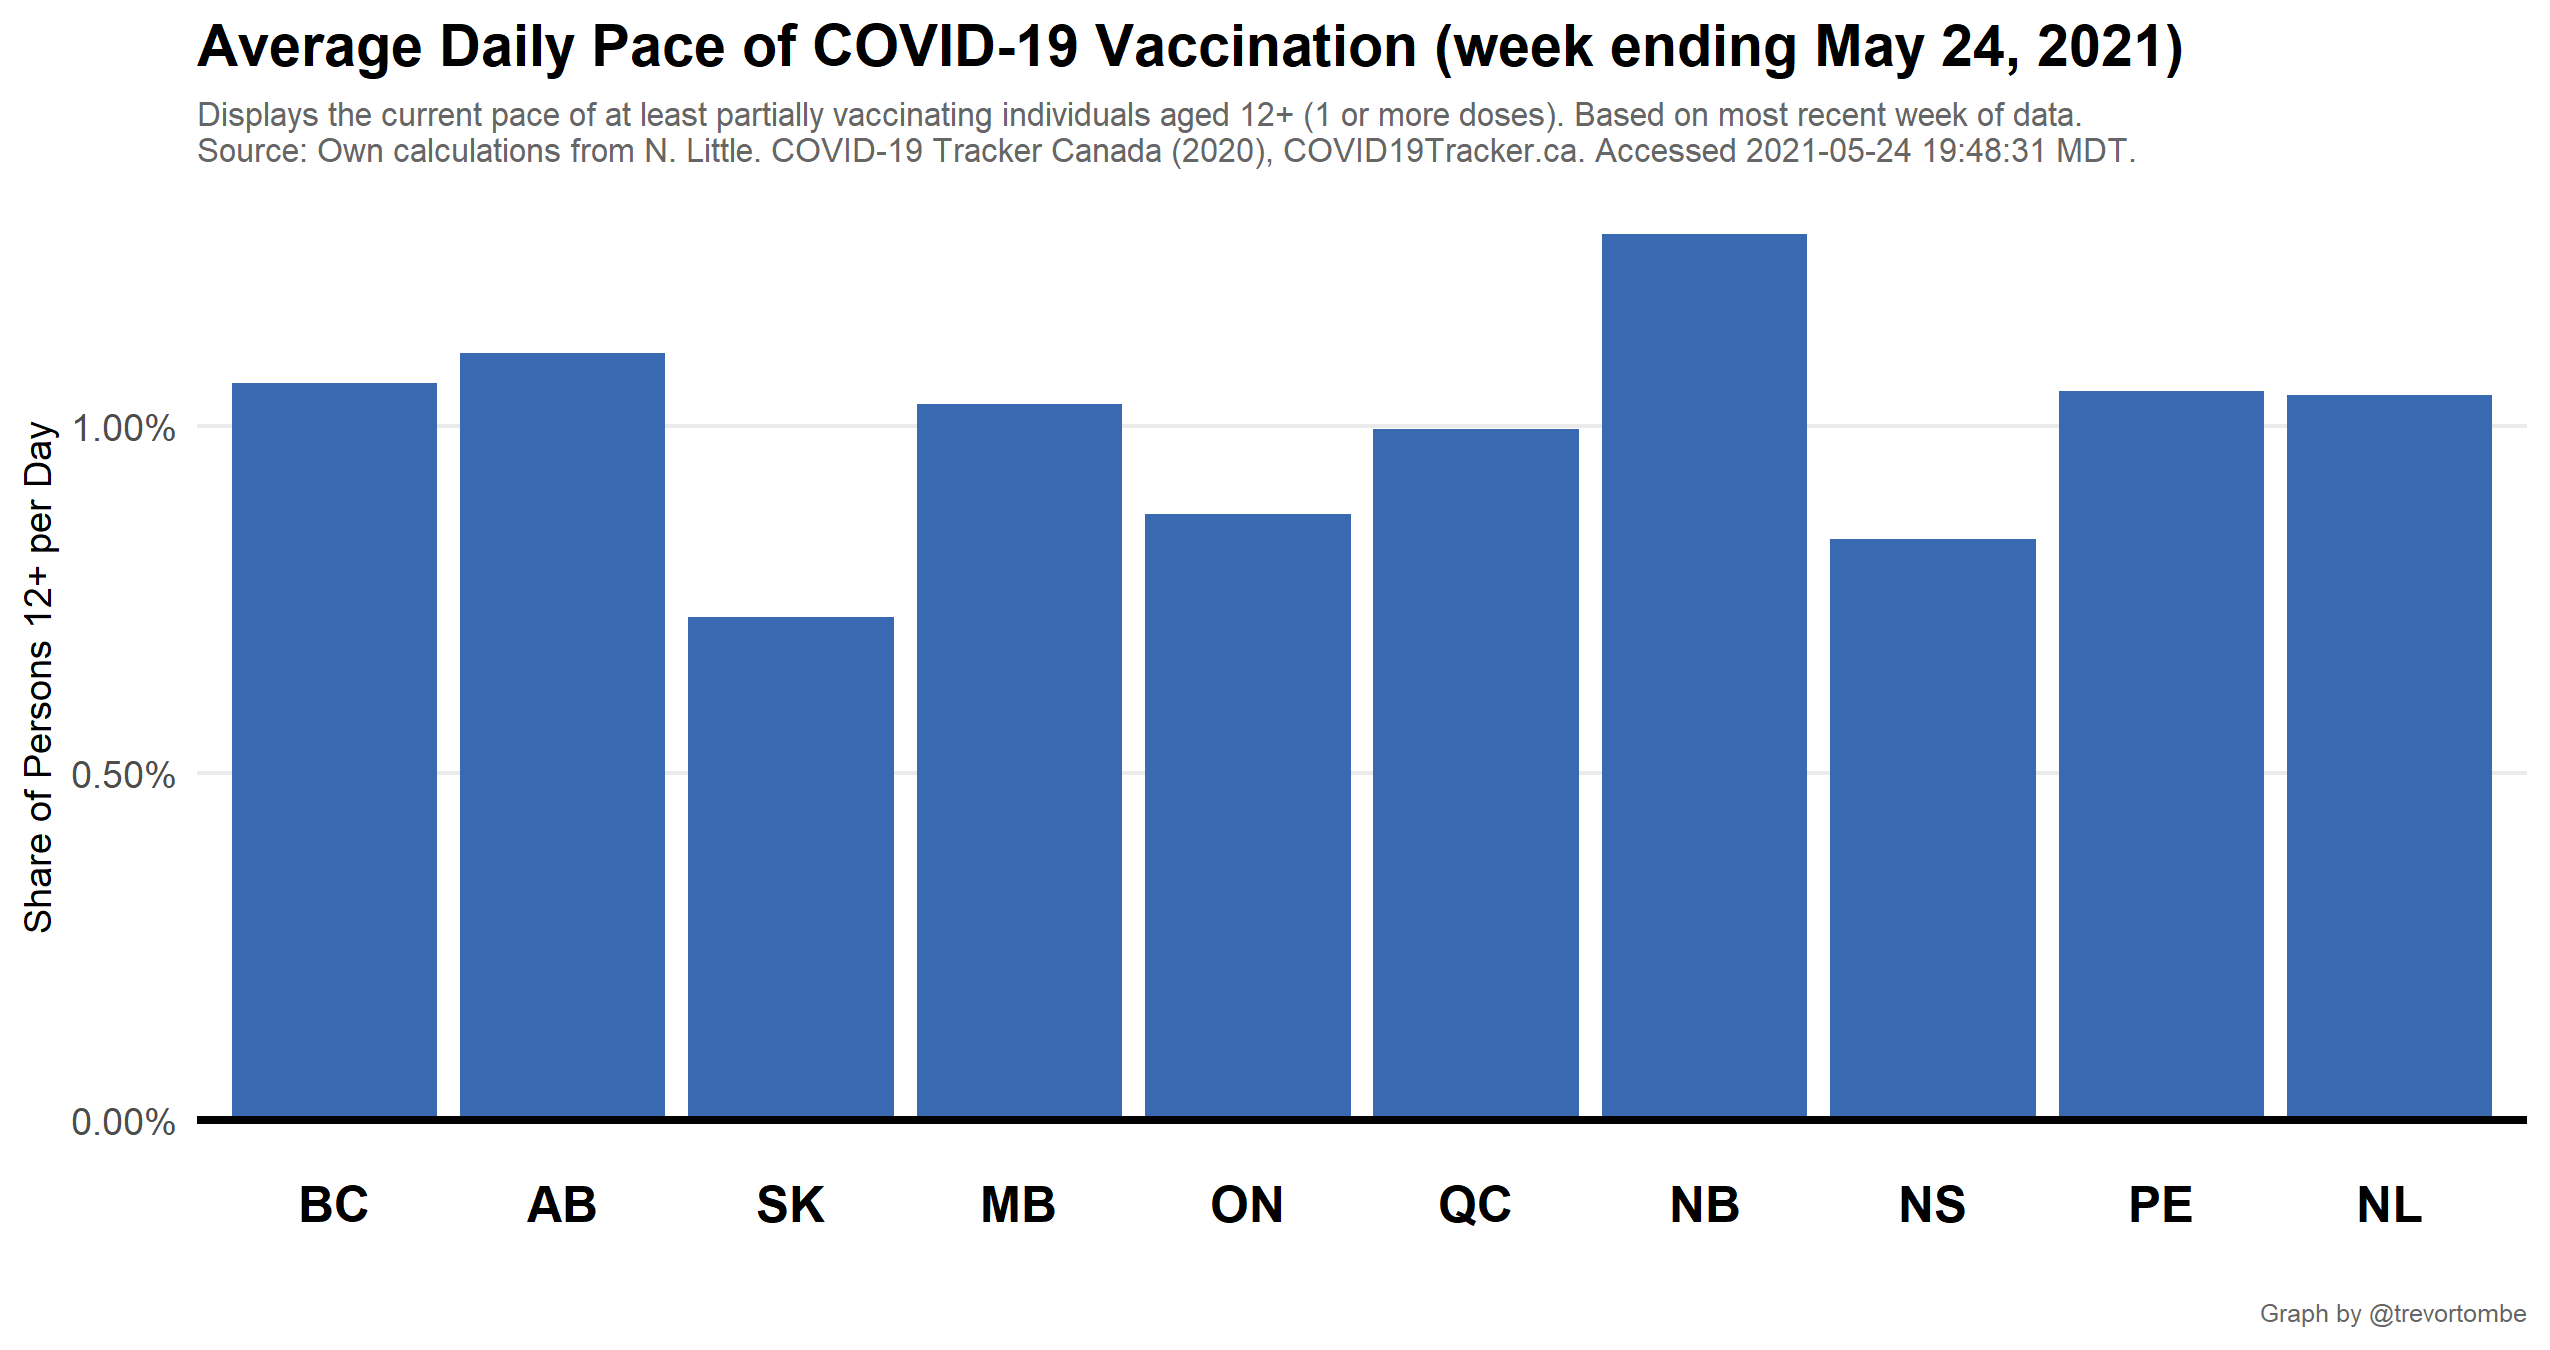 Average Daily Pace of COVID-19 Vaccination (week ending May 24, 2021)
Displays the current pace of at least partially vaccinating individuals aged 12+ (1 or more doses). Based on most recent week of data.
Source: Own calculations from N. Little. COVID-19 Tracker Canada (2020), COVID19Tracker.ca. Accessed 2021-05-24 19:48:31 MDT.
Share of Persons 12+ per Day
1.00%
0.50%
0.00%
BC AB SK MB ON QC NB NS PE NL
Graph by @trevortombe